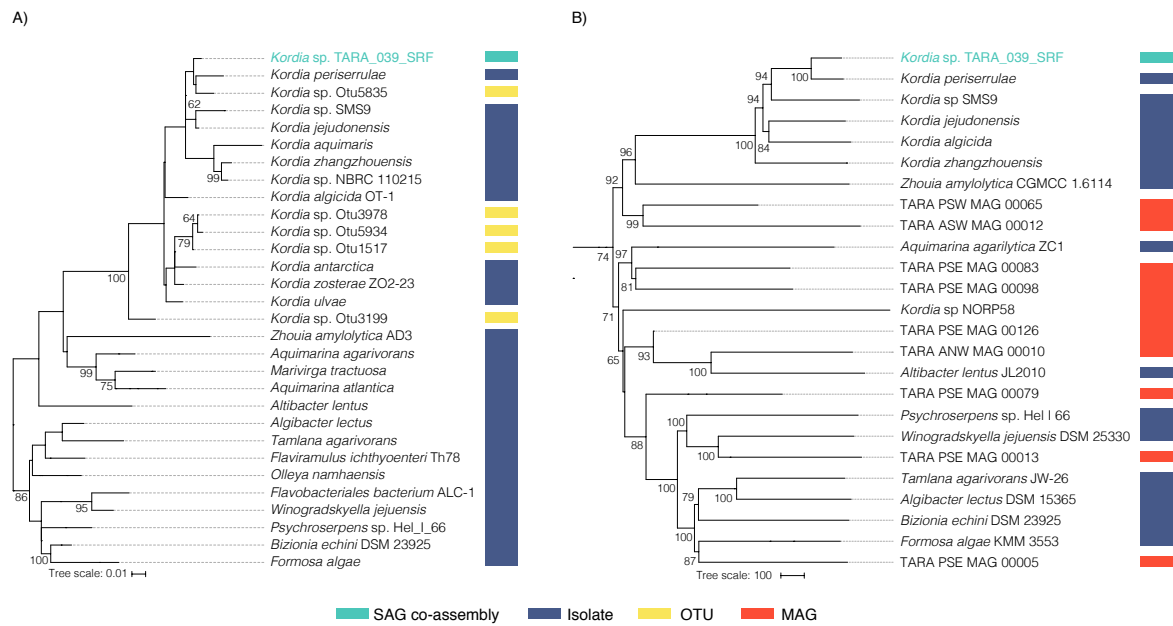 A)
Kordia sp. TARA_039_SRF
Kordia periserrulae
Kordia sp. Otu5835
62
Kordia sp. SMS9
Kordia jejudonensis
Kordia aquimaris
Kordia zhangzhouensis
99
Kordia sp. NBRC 110215
Kordia algicida OT-1
64
Kordia sp. Otu3978
Kordia sp. Otu5934
79
Kordia sp. Otu1517
Kordia antarctica
100
Kordia zosterae ZO2-23
Kordia ulvae
Kordia sp. Otu3199
Zhouia amylolytica AD3
Aquimarina agarivorans
99
Marivirga tractuosa
75
Aquimarina atlantica
Altibacter lentus
Algibacter lectus
Tamlana agarivorans
Flaviramulus ichthyoenteri Th78
Olleya namhaensis
86
Flavobacteriales bacterium ALC-1
95
Winogradskyella jejuensis
Psychroserpens sp. Hel_I_66
Bizionia echini DSM 23925
100
Formosa algae
Tree scale: 0.01
B)
Kordia sp. TARA_039_SRF
94
100
Kordia periserrulae
94
Kordia sp SMS9
Kordia jejudonensis
100
84
Kordia algicida
96
Kordia zhangzhouensis
92
Zhouia amylolytica CGMCC 1.6114
TARA PSW MAG 00065
99
TARA ASW MAG 00012
74
97
Aquimarina agarilytica ZC1
TARA PSE MAG 00083
81
TARA PSE MAG 00098
71
Kordia sp NORP58
TARA PSE MAG 00126
65
93
TARA ANW MAG 00010
100
Altibacter lentus JL2010
TARA PSE MAG 00079
100
Psychroserpens sp. Hel I 66
88
Winogradskyella jejuensis DSM 25330
100
TARA PSE MAG 00013
100
Tamlana agarivorans JW-26
79
100
Algibacter lectus DSM 15365
Bizionia echini DSM 23925
100
Formosa algae KMM 3553
87
TARA PSE MAG 00005
Tree scale: 100
SAG co-assembly
Isolate
OTU
MAG